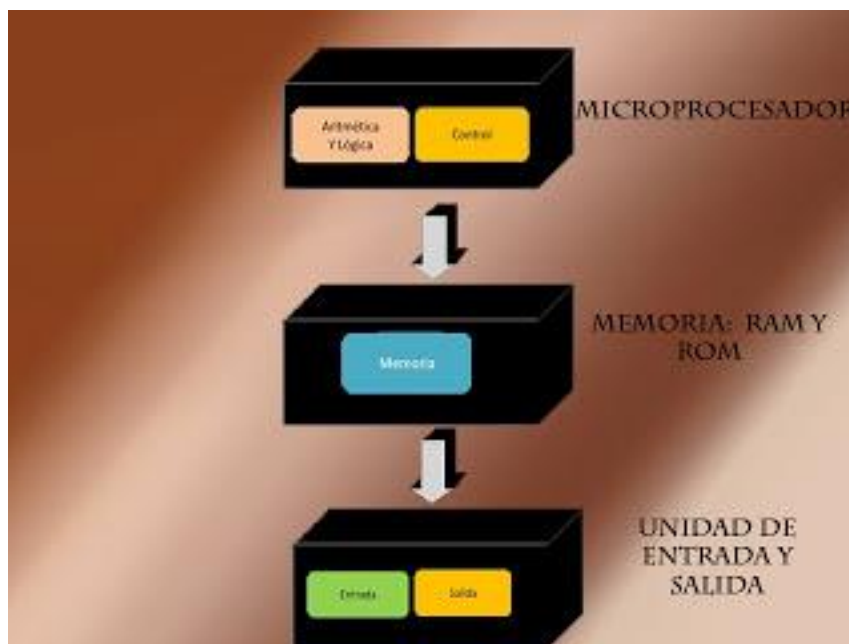 Aritmética
Y Lógica
Control
MICROPROCESADOR
Memoria
MEMORIA: RAM Y
ROM
Entrada
Salida
UNIDAD DE
ENTRADA Y
SALIDA